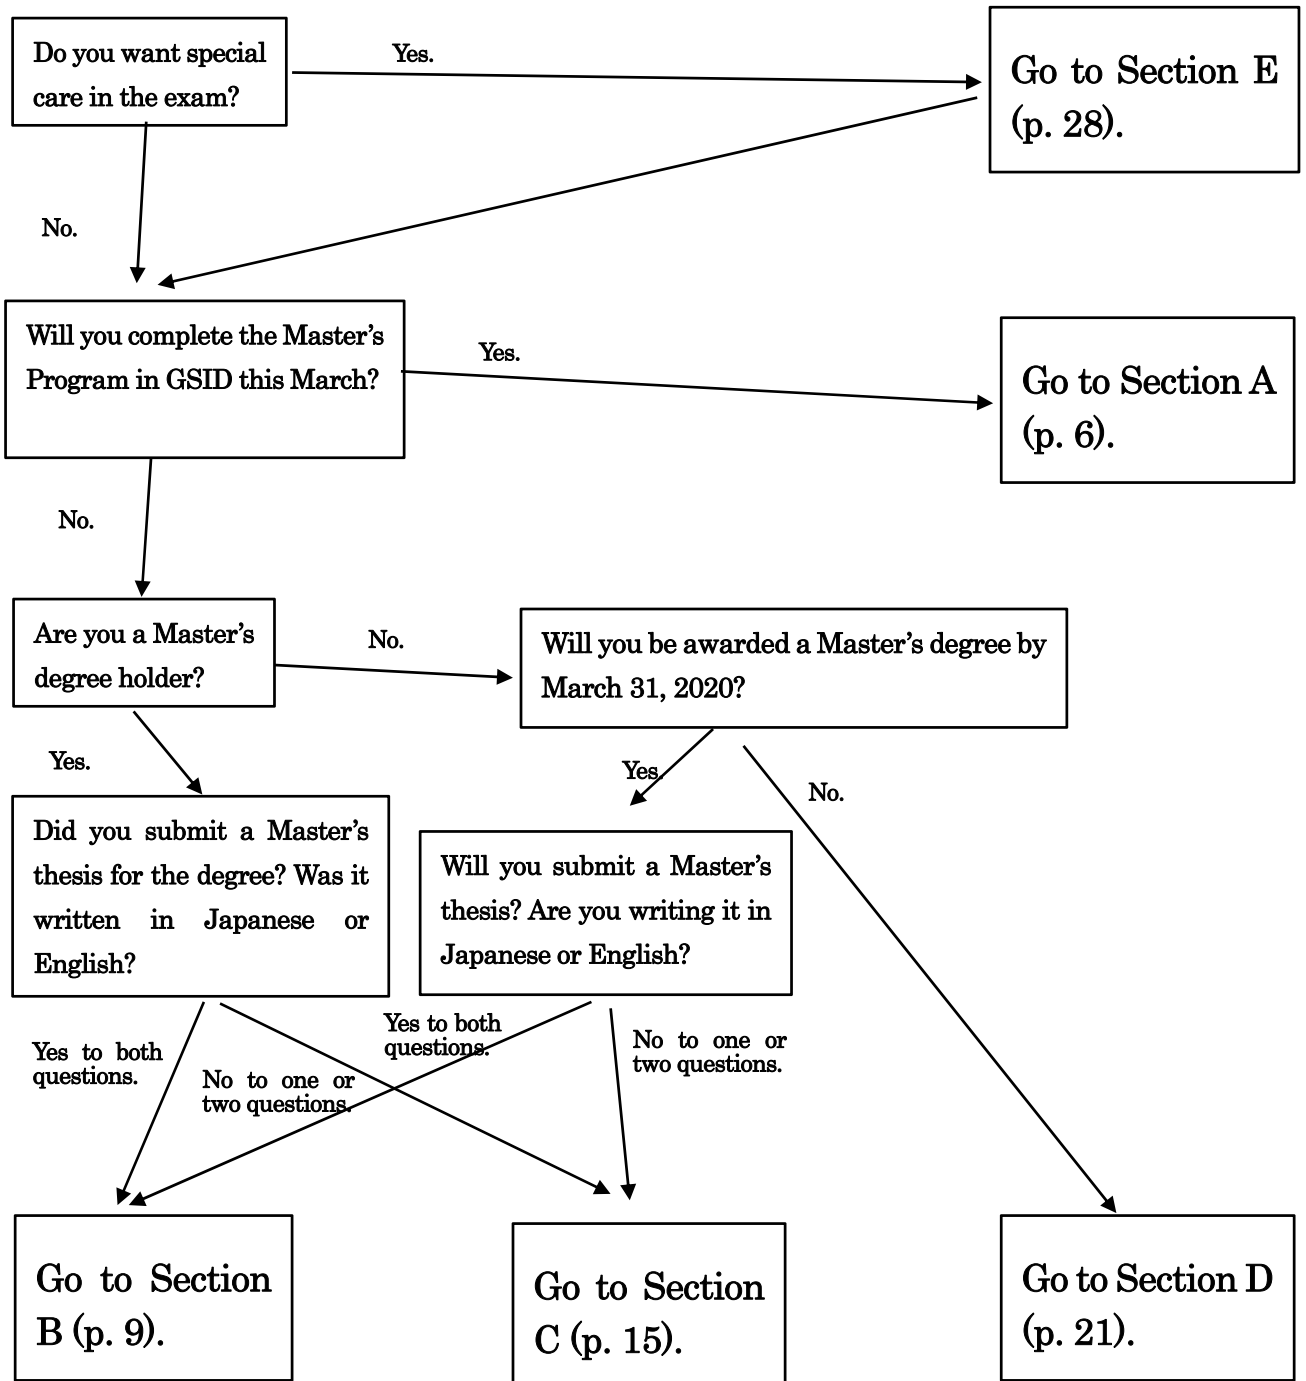 Do you want special
care in the exam?
Yes.
Go to Section E
(p. 28).
No.
Will you complete the Master's
Program in GSID this March?
Yes.
Go to Section A
(p. 6).
No.
Are you a Master's
degree holder?
No.
Will you be awarded a Master's degree by
March 31, 2020?
Yes.
Yes.
No.
Did you submit a Master's
thesis for the degree? Was it
written in Japanese or
English?
Will you submit a Master's
thesis? Are you writing it in
Japanese or English?
Yes to both
questions.
No to one or
two questions.
Yes to both
questions.
No to one or
two questions.
Go to Section
B (p. 9).
Go to Section
C (p. 15).
Go to Section D
(p. 21).